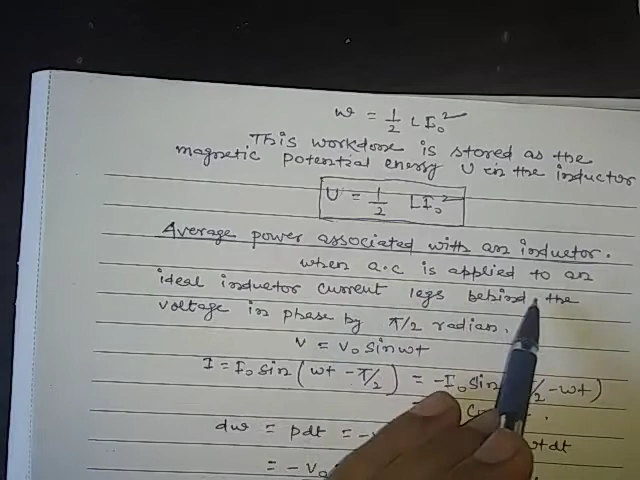 w = 1/2 LI₀²
This workdone is stored as the
magnetic potential energy U in the inductor
U = 1/2 LI₀²
Average power associated with an inductor.
when a.c is applied to an
ideal inductor current legs behind the
voltage in phase by π/2 radian.
V = V₀ sinωt
I = I₀ sin (ωt - π/2) = -I₀ sin /2 - ωt)
dw = pdt = -
= -V₀